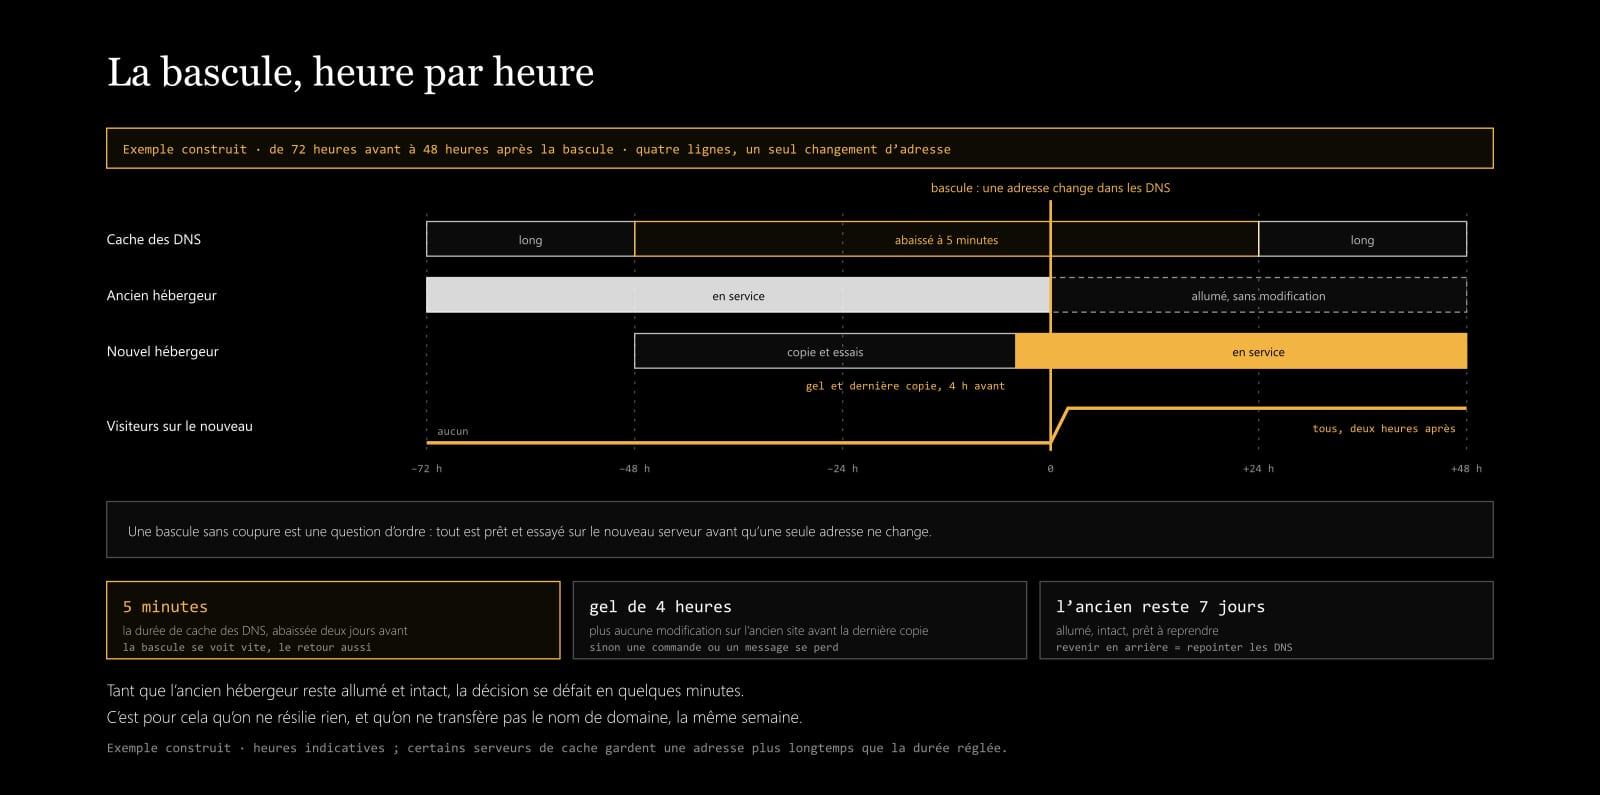 La bascule, heure par heure
Exemple construit · de 72 heures avant à 48 heures après la bascule · quatre lignes, un seul changement d’adresse
bascule : une adresse change dans les DNS
Cache des DNS
long
abaissé à 5 minutes
long
Ancien hébergeur
en service
allumé, sans modification
Nouvel hébergeur
copie et essais
en service
gel et dernière copie, 4 h avant
Visiteurs sur le nouveau
aucun
tous, deux heures après
−72 h
−48 h
−24 h
0
+24 h
+48 h
Une bascule sans coupure est une question d’ordre : tout est prêt et essayé sur le nouveau serveur avant qu’une seule adresse ne change.
5 minutes
la durée de cache des DNS, abaissée deux jours avant
la bascule se voit vite, le retour aussi
gel de 4 heures
plus aucune modification sur l’ancien site avant la dernière copie
sinon une commande ou un message se perd
l’ancien reste 7 jours
allumé, intact, prêt à reprendre
revenir en arrière = repointer les DNS
Tant que l’ancien hébergeur reste allumé et intact, la décision se défait en quelques minutes.
C’est pour cela qu’on ne résilie rien, et qu’on ne transfère pas le nom de domaine, la même semaine.
Exemple construit · heures indicatives ; certains serveurs de cache gardent une adresse plus longtemps que la durée réglée.